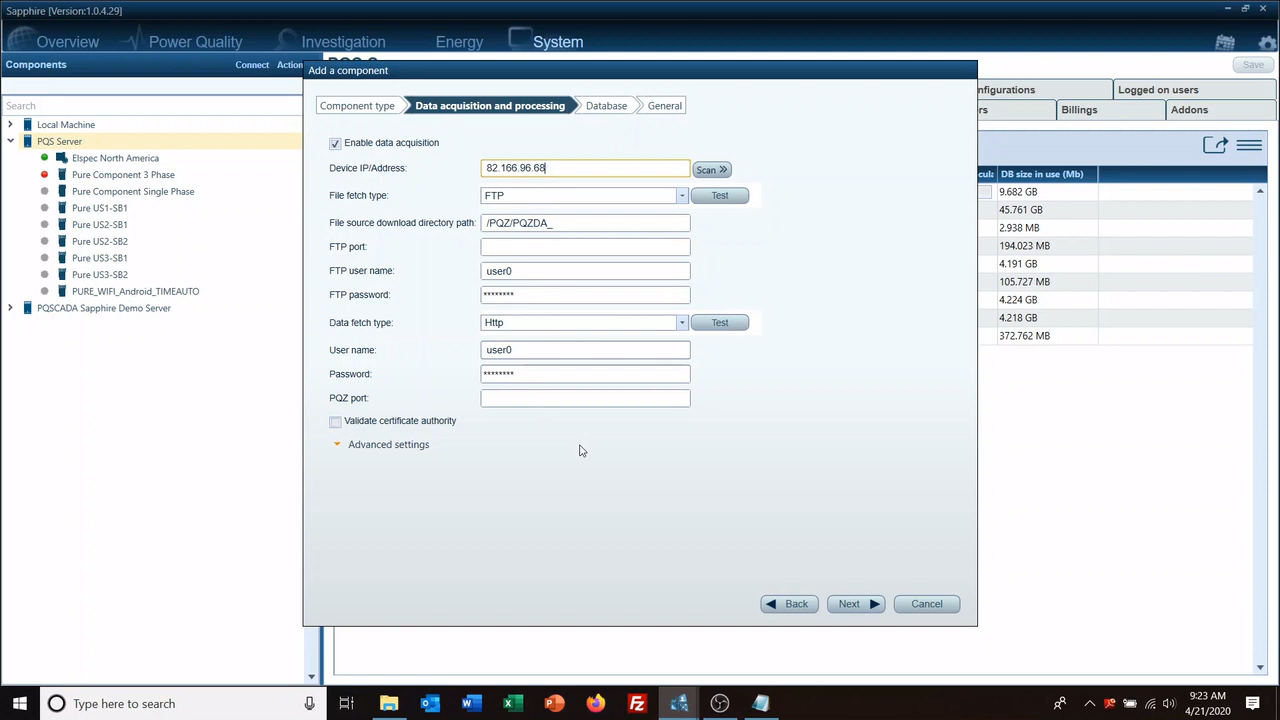 Sapphire [Version:1.0.4.29]
Overview Power Quality Investigation Energy System
Components Connect Action
Save
Search
Local Machine
PQS Server
Elspec North America
Pure Component 3 Phase
Pure Component Single Phase
Pure US1-SB1
Pure US2-SB1
Pure US2-SB2
Pure US3-SB1
Pure US3-SB2
PURE_WIFI_Android_TIMEAUTO
PQSCADA Sapphire Demo Server
Add a component
Component type Data acquisition and processing Database General
Enable data acquisition
Device IP/Address: 82.166.96.68 Scan
File fetch type: FTP Test
File source download directory path: /PQZ/PQZDA_
FTP port:
FTP user name: user0
FTP password: ********
Data fetch type: Http Test
User name: user0
Password: ********
PQZ port:
Validate certificate authority
Advanced settings
Back Next Cancel
nfigurations Logged on users
rs Billings Addons
cula DB size in use (Mb)
9.682 GB
45.761 GB
2.938 MB
194.023 MB
4.191 GB
105.727 MB
4.224 GB
4.218 GB
372.762 MB
Type here to search
9:23 AM
4/21/2020